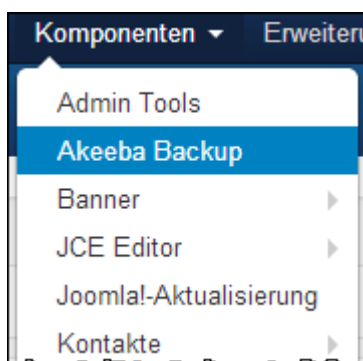 Komponenten Erweiteru
Admin Tools
Akeeba Backup
Banner
JCE Editor
Joomla!-Aktualisierung
Kontakte